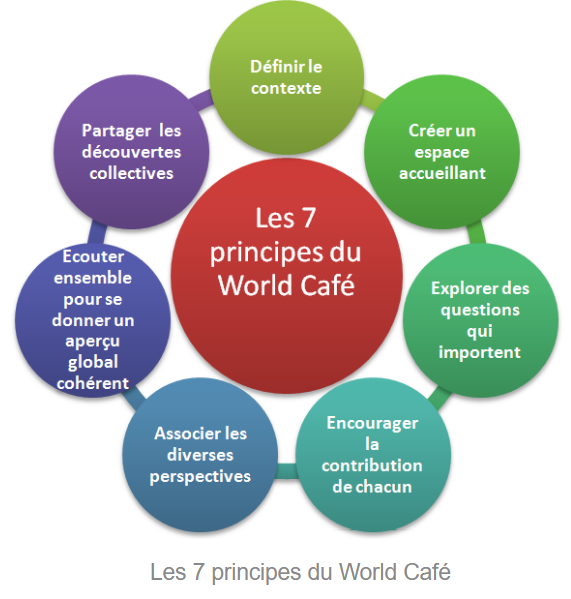 Les 7
principes du
World Café
Définir le
contexte
Créer un
espace
accueillant
Explorer des
questions
qui
importent
Encourager
la
contribution
de chacun
Associer les
diverses
perspectives
Ecouter
ensemble
pour se
donner un
aperçu
global
cohérent
Partager les
découvertes
collectives
Les 7 principes du World Café